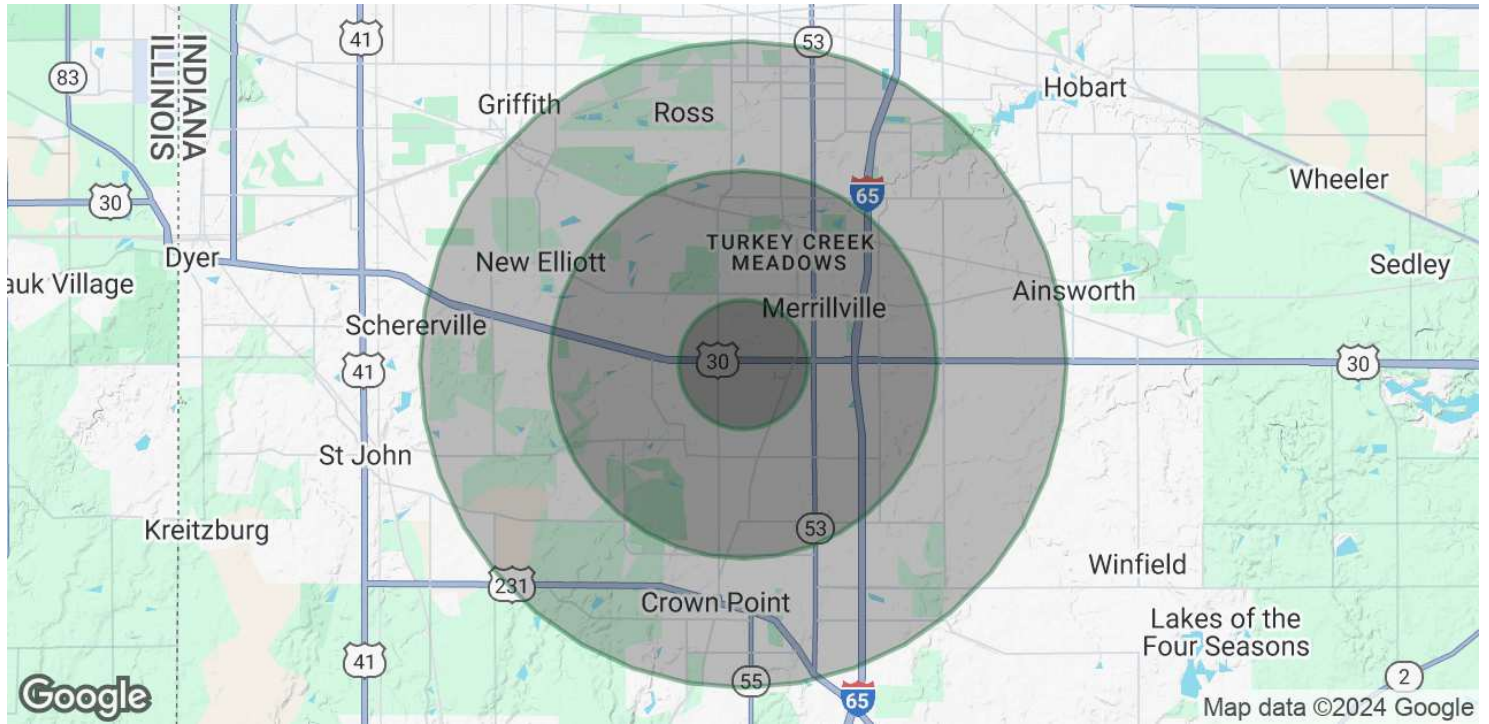 41
53
83
INDIANA
ILLINOIS
Griffith
Ross
Hobart
65
30
Wheeler
Dyer
New Elliott
TURKEY CREEK
MEADOWS
Sedley
auk Village
Ainsworth
Merrillville
Schererville
30
30
41
St John
53
Kreitzburg
Winfield
231
Crown Point
Lakes of the
Four Seasons
41
55
65
2
Google
Map data ©2024 Google